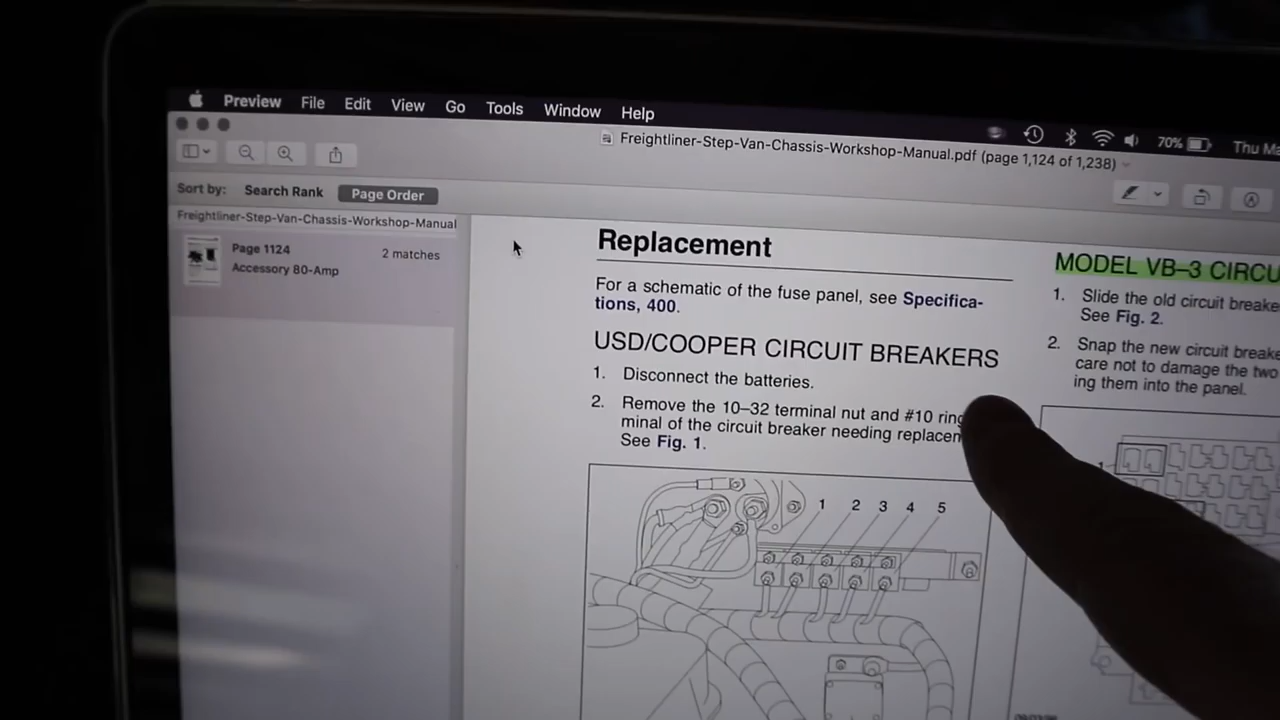 Preview File Edit View Go Tools Window Help
70% Thu
Freightliner-Step-Van-Chassis-Workshop-Manual.pdf (page 1,124 of 1,238)
Sort by: Search Rank Page Order
Freightliner-Step-Van-Chassis-Workshop-Manual
Page 1124 2 matches
Accessory 80-Amp
Replacement
For a schematic of the fuse panel, see Specifica-
tions, 400.
USD/COOPER CIRCUIT BREAKERS
1. Disconnect the batteries.
2. Remove the 10–32 terminal nut and #10 ring
minal of the circuit breaker needing replacem
See Fig. 1.
1 2 3 4 5
MODEL VB–3 CIRCU
1. Slide the old circuit breake
See Fig. 2.
2. Snap the new circuit breake
care not to damage the two
ing them into the panel.
1